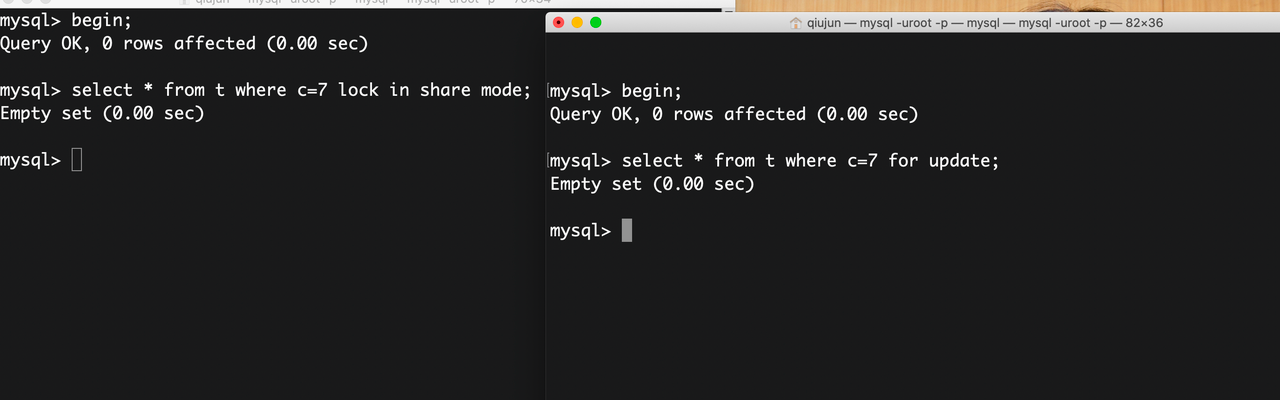 mysql> begin;
Query OK, 0 rows affected (0.00 sec)
mysql> select * from t where c=7 lock in share mode;
Empty set (0.00 sec)
mysql>
qiujun — mysql -uroot -p — mysql — mysql -uroot -p — 82×36
mysql> begin;
Query OK, 0 rows affected (0.00 sec)
mysql> select * from t where c=7 for update;
Empty set (0.00 sec)
mysql>